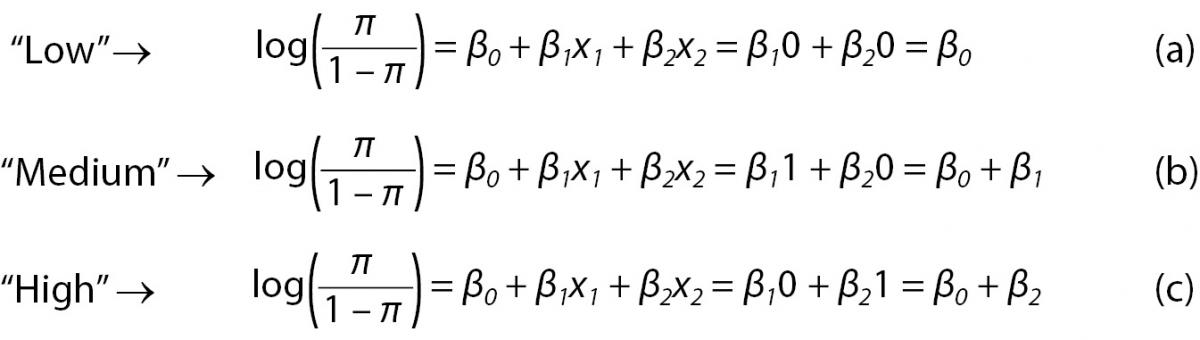 “Low”→ log(π/(1 − π)) = β₀ + β₁x₁ + β₂x₂ = β₁0 + β₂0 = β₀ (a)
“Medium”→ log(π/(1 − π)) = β₀ + β₁x₁ + β₂x₂ = β₁1 + β₂0 = β₀ + β₁ (b)
“High”→ log(π/(1 − π)) = β₀ + β₁x₁ + β₂x₂ = β₁0 + β₂1 = β₀ + β₂ (c)